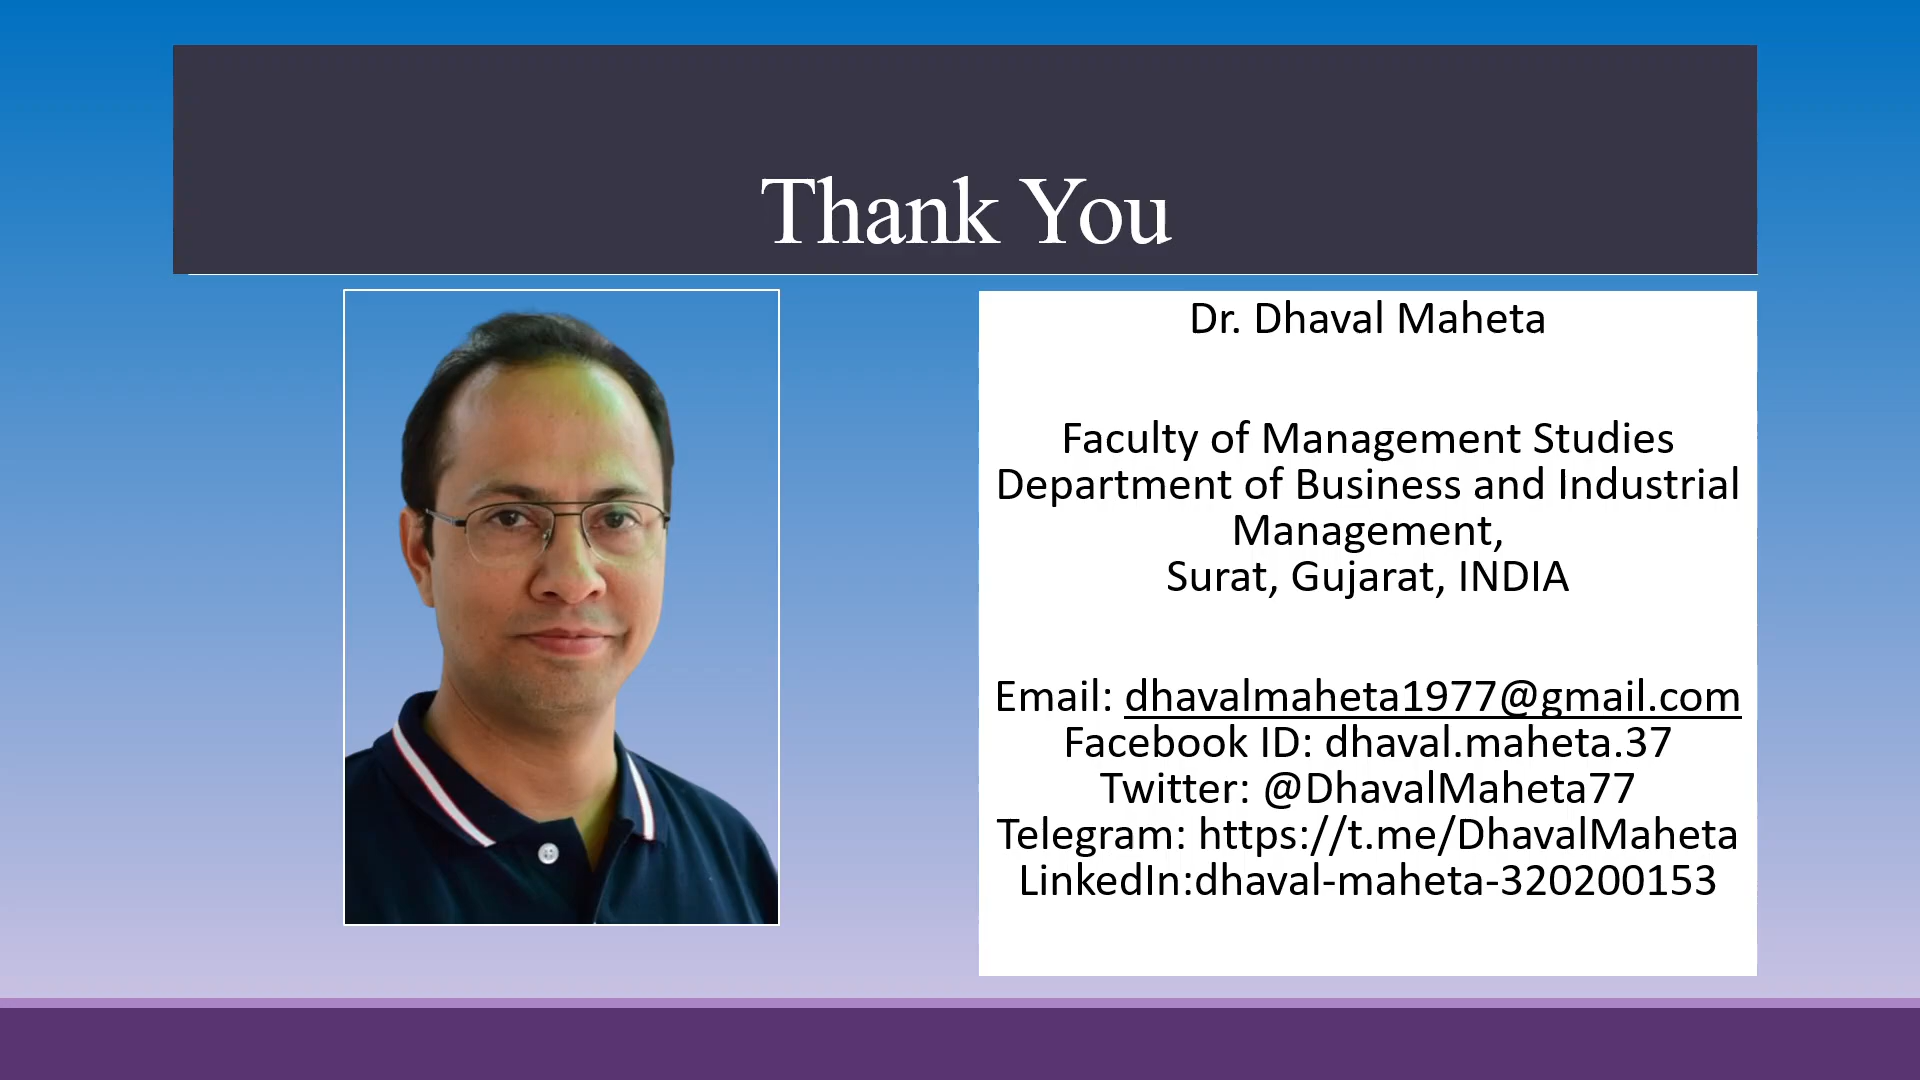 Thank You
Dr. Dhaval Maheta
Faculty of Management Studies
Department of Business and Industrial
Management,
Surat, Gujarat, INDIA
Email: dhavalmaheta1977@gmail.com
Facebook ID: dhaval.maheta.37
Twitter: @DhavalMaheta77
Telegram: https://t.me/DhavalMaheta
LinkedIn:dhaval-maheta-320200153